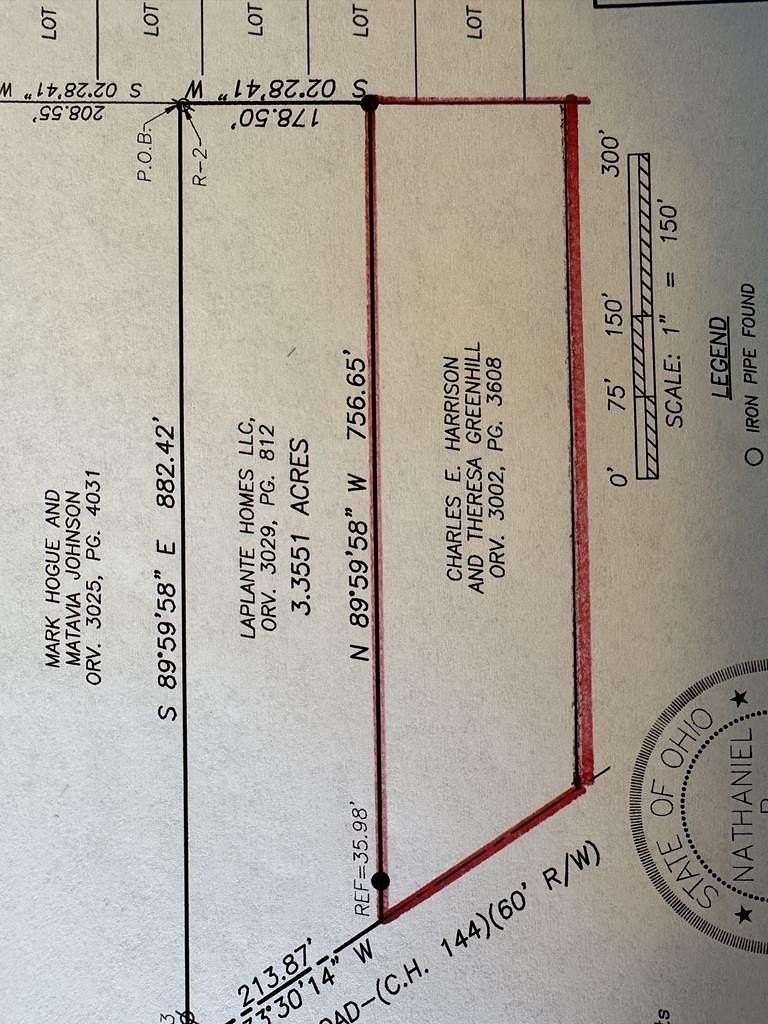 LOT
LOT
LOT
LOT
LOT
S 02°28'41" W
208.55'
S 02°28'41" W
178.50'
P.O.B.
R-2
MARK HOGUE AND
MATAVIA JOHNSON
ORV. 3025, PG. 4031
S 89°59'58" E 882.42'
LAPLANTE HOMES LLC,
ORV. 3029, PG. 812
3.3551 ACRES
N 89°59'58" W 756.65'
CHARLES E. HARRISON
AND THERESA GREENHILL
ORV. 3002, PG. 3608
REF=35.98'
213.87'
3°30'14" W
OAD-(C.H. 144)(60' R/W)
0' 75' 150' 300'
SCALE: 1" = 150'
LEGEND
IRON PIPE FOUND
STATE OF OHIO
NATHANIEL